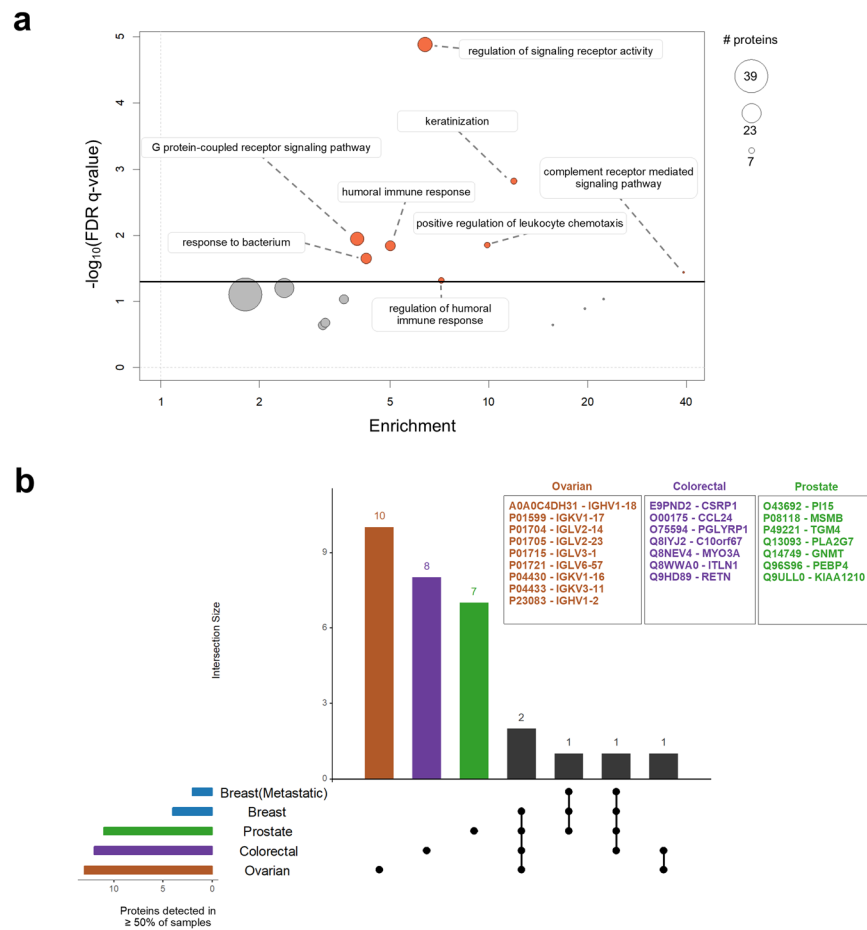 a
# proteins
39
23
7
-log10(FDR q-value)
5
4
3
2
1
0
regulation of signaling receptor activity
keratinization
G protein-coupled receptor signaling pathway
complement receptor mediated
signaling pathway
humoral immune response
positive regulation of leukocyte chemotaxis
response to bacterium
regulation of humoral
immune response
1
2
5
10
20
40
Enrichment
b
Ovarian
A0A0C4DH31 - IGHV1-18
P01599 - IGKV1-17
P01704 - IGLV2-14
P01705 - IGLV2-23
P01715 - IGLV3-1
P01721 - IGLV6-57
P04430 - IGKV1-16
P04433 - IGKV3-11
P23083 - IGHV1-2
Colorectal
E9PND2 - CSRP1
O00175 - CCL24
O75594 - PGLYRP1
Q8IYJ2 - C10orf67
Q8NEV4 - MYO3A
Q8WWA0 - ITLN1
Q9HD89 - RETN
Prostate
O43692 - PI15
P08118 - MSMB
P49221 - TGM4
Q13093 - PLA2G7
Q14749 - GNMT
Q96S96 - PEBP4
Q9ULL0 - KIAA1210
Intersection Size
9
6
3
0
10
8
7
2
1
1
1
Breast(Metastatic)
Breast
Prostate
Colorectal
Ovarian
10
5
0
Proteins detected in
≥ 50% of samples